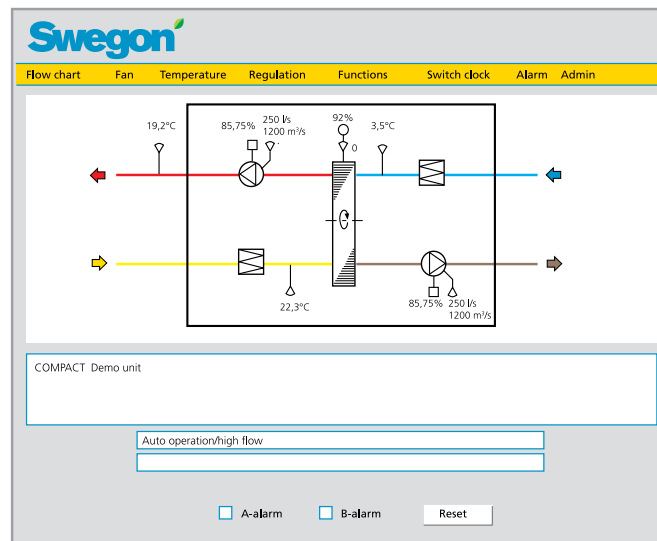 Swegon
Flow chart Fan Temperature Regulation Functions Switch clock Alarm Admin
19,2°C
85,75%
250 l/s
1200 m³/s
92%
0
3,5°C
22,3°C
85,75%
250 l/s
1200 m³/s
COMPACT Demo unit
Auto operation/high flow
A-alarm B-alarm Reset